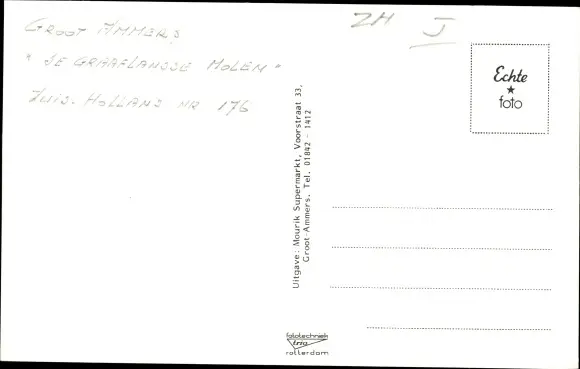 GROOT AMMERS
"DE GRAAFLANDSE MOLEN"
ZUID. HOLLAND NR 176
ZH J
Echte
★
foto
Uitgave: Mourik Supermarkt, Voorstraat 33,
Groot-Ammers. Tel. 01842 - 1412
fototechniek
trio
rotterdam